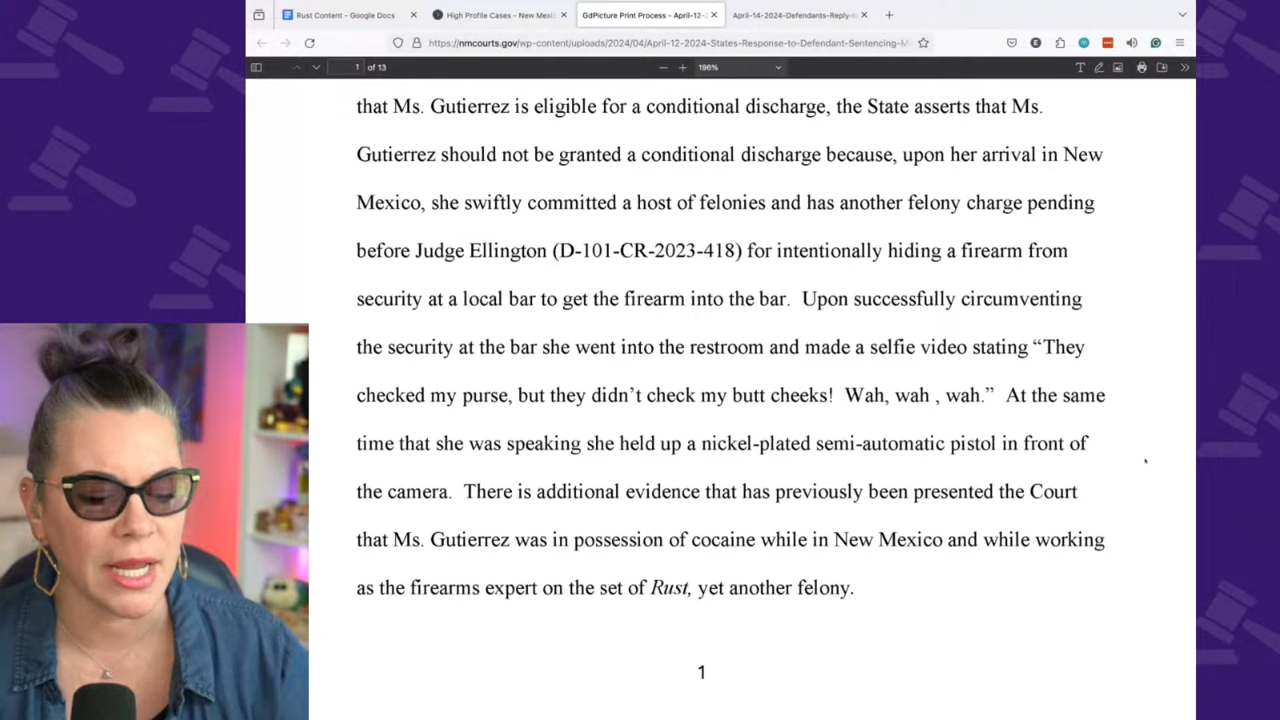 Rust Content - Google Docs
High Profile Cases - New Mexic
GdPicture Print Process - April-12-2
April-14-2024-Defendants-Reply-t
https://nmcourts.gov/wp-content/uploads/2024/04/April-12-2024-States-Response-to-Defendant-Sentencing-M
1 of 13
196%
that Ms. Gutierrez is eligible for a conditional discharge, the State asserts that Ms.
Gutierrez should not be granted a conditional discharge because, upon her arrival in New
Mexico, she swiftly committed a host of felonies and has another felony charge pending
before Judge Ellington (D-101-CR-2023-418) for intentionally hiding a firearm from
security at a local bar to get the firearm into the bar.  Upon successfully circumventing
the security at the bar she went into the restroom and made a selfie video stating “They
checked my purse, but they didn’t check my butt cheeks!  Wah, wah , wah.”  At the same
time that she was speaking she held up a nickel-plated semi-automatic pistol in front of
the camera.  There is additional evidence that has previously been presented the Court
that Ms. Gutierrez was in possession of cocaine while in New Mexico and while working
as the firearms expert on the set of Rust, yet another felony.
1